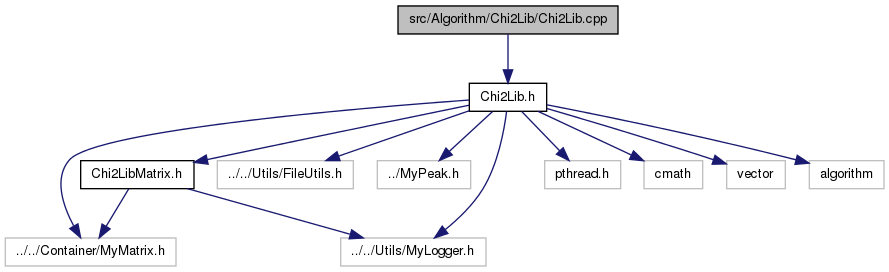 src/Algorithm/Chi2Lib/Chi2Lib.cpp
Chi2Lib.h
Chi2LibMatrix.h
../../Utils/FileUtils.h
../MyPeak.h
pthread.h
cmath
vector
algorithm
../../Container/MyMatrix.h
../../Utils/MyLogger.h